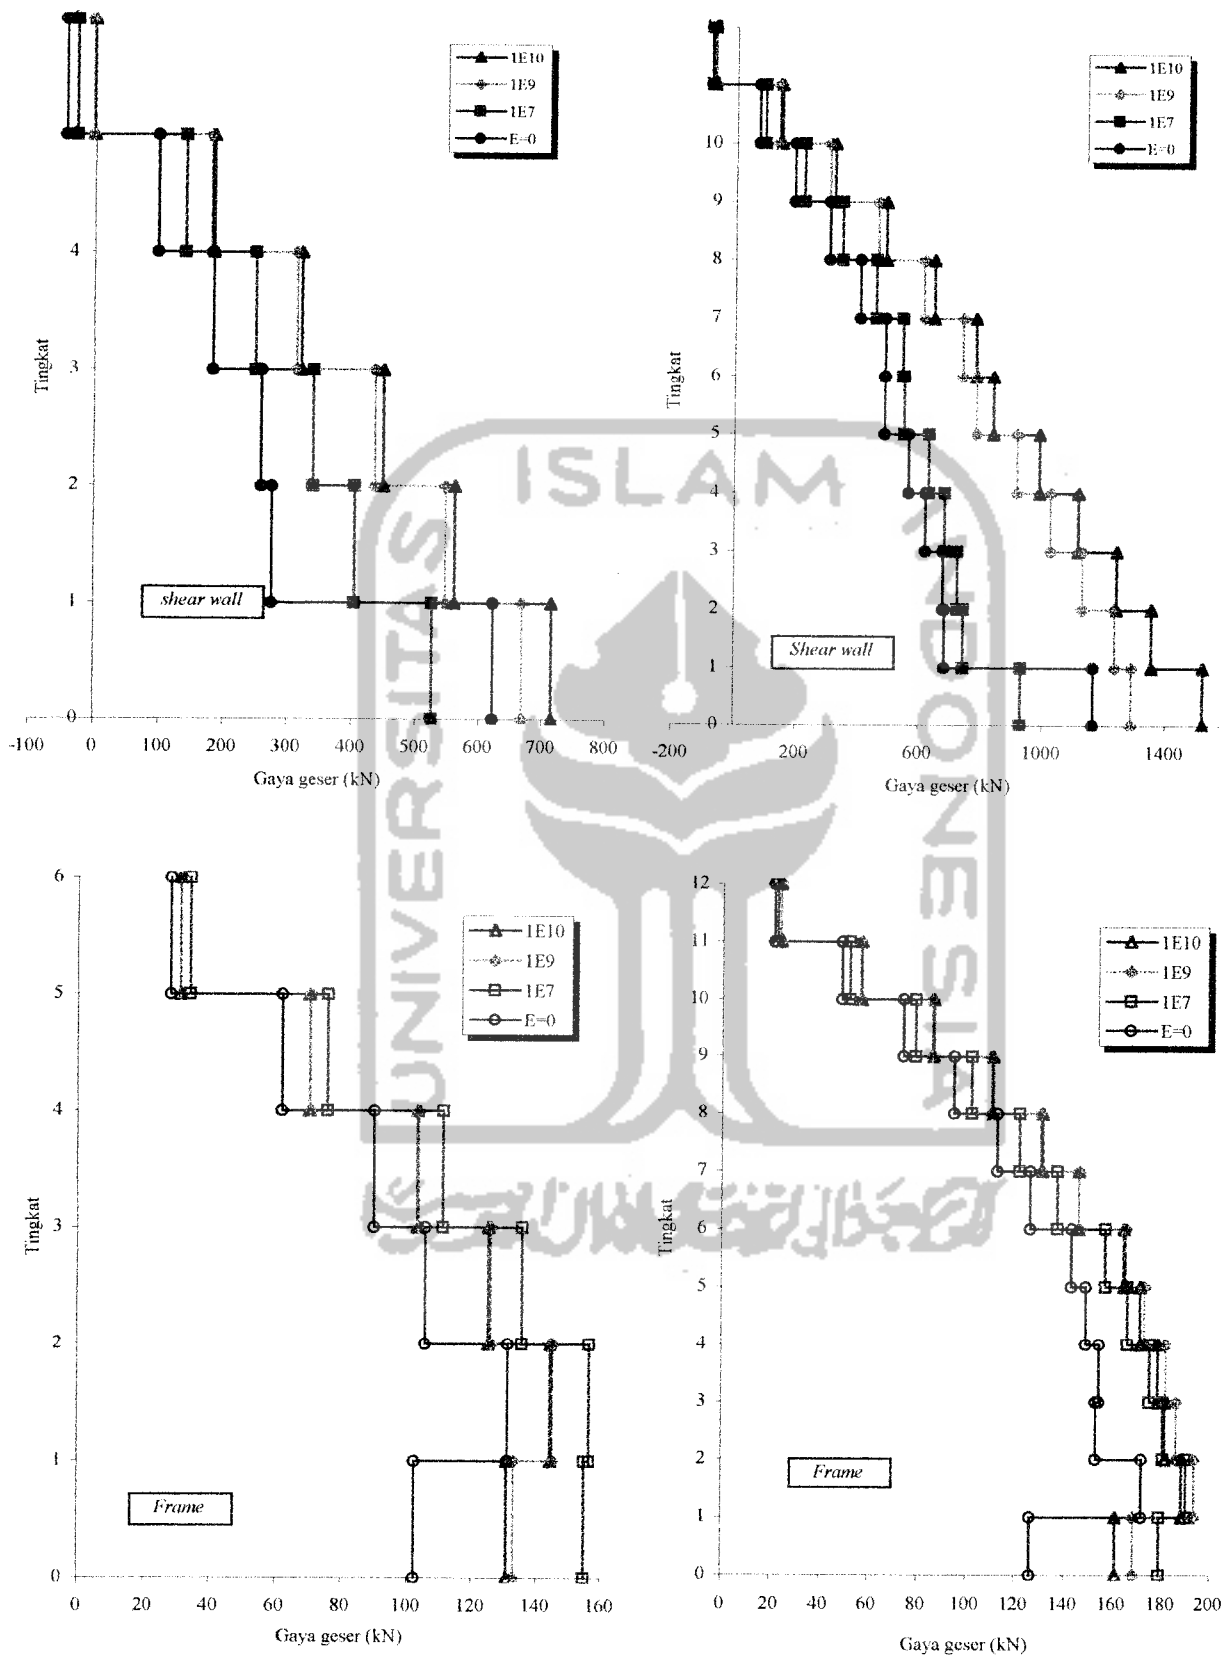 1E10
1E9
1E7
E=0
4
3
2
1
0
Tingkat
shear wall
-100 0 100 200 300 400 500 600 700 800
Gaya geser (kN)
1E10
1E9
1E7
E=0
10
9
8
7
6
5
4
3
2
1
0
Tingkat
Shear wall
-200 200 600 1000 1400
Gaya geser (kN)
ISLAM
UNIVERSITAS
INDONESIA
6
5
4
3
2
1
0
Tingkat
1E10
1E9
1E7
E=0
Frame
0 20 40 60 80 100 120 140 160
Gaya geser (kN)
12
11
10
9
8
7
6
5
4
3
2
1
0
Tingkat
1E10
1E9
1E7
E=0
Frame
0 20 40 60 80 100 120 140 160 180 200
Gaya geser (kN)